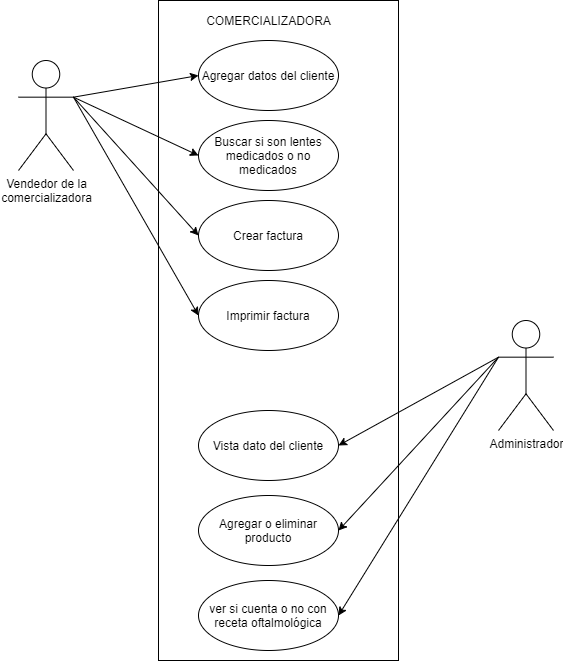 COMERCIALIZADORA
Agregar datos del cliente
Buscar si son lentes
medicados o no
medicados
Vendedor de la
comercializadora
Crear factura
Imprimir factura
Vista dato del cliente
Administrador
Agregar o eliminar
producto
ver si cuenta o no con
receta oftalmológica